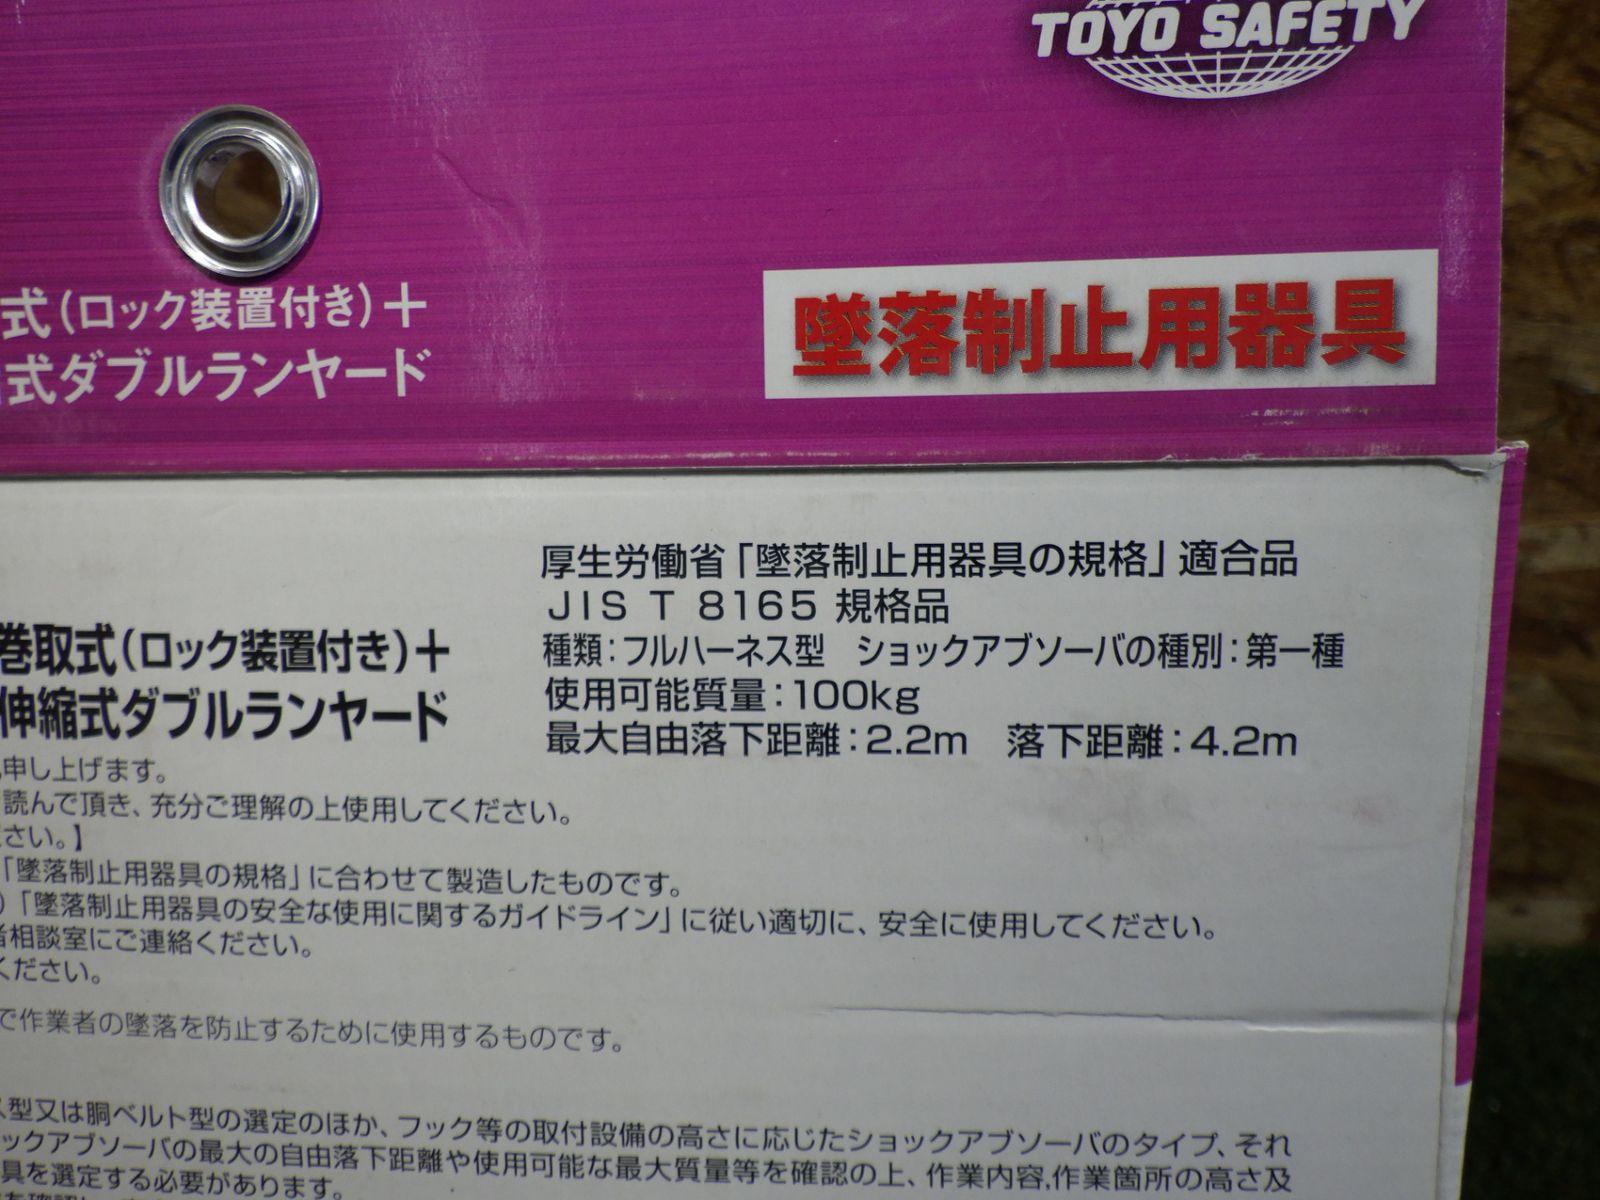 TOYO SAFETY
式(ロック装置付き)＋
式ダブルランヤード
墜落制止用器具
厚生労働省「墜落制止用器具の規格」適合品
JIS T 8165 規格品
種類：フルハーネス型　ショックアブソーバの種別：第一種
使用可能質量：100kg
最大自由落下距離：2.2m　落下距離：4.2m
巻取式(ロック装置付き)＋
伸縮式ダブルランヤード
申し上げます。
読んで頂き、充分ご理解の上使用してください。
ださい。】
「墜落制止用器具の規格」に合わせて製造したものです。
）「墜落制止用器具の安全な使用に関するガイドライン」に従い適切に、安全に使用してください。
相談室にご連絡ください。
ください。
で作業者の墜落を防止するために使用するものです。
ス型又は胴ベルト型の選定のほか、フック等の取付設備の高さに応じたショックアブソーバのタイプ、それ
ックアブソーバの最大の自由落下距離や使用可能な最大質量等を確認の上、作業内容,作業箇所の高さ及
具を選定する必要があります。